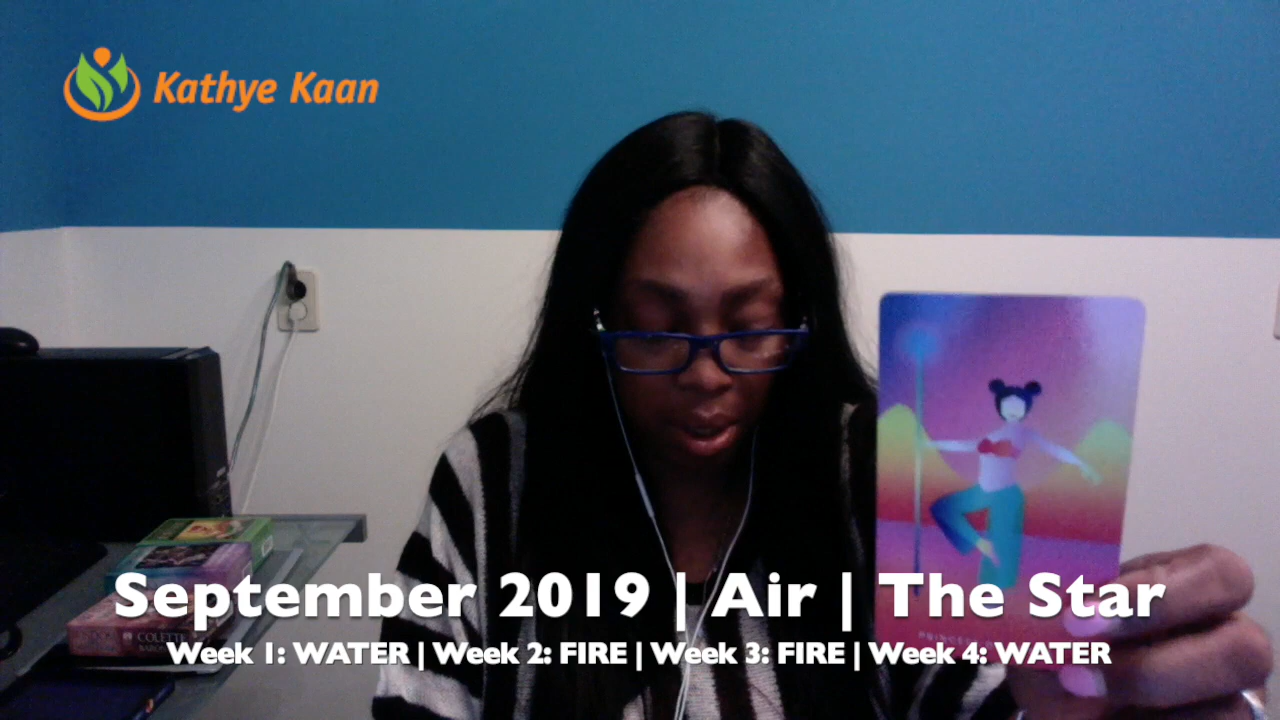 Kathye Kaan
September 2019 | Air | The Star
Week 1: WATER | Week 2: FIRE | Week 3: FIRE | Week 4: WATER
COLETTE